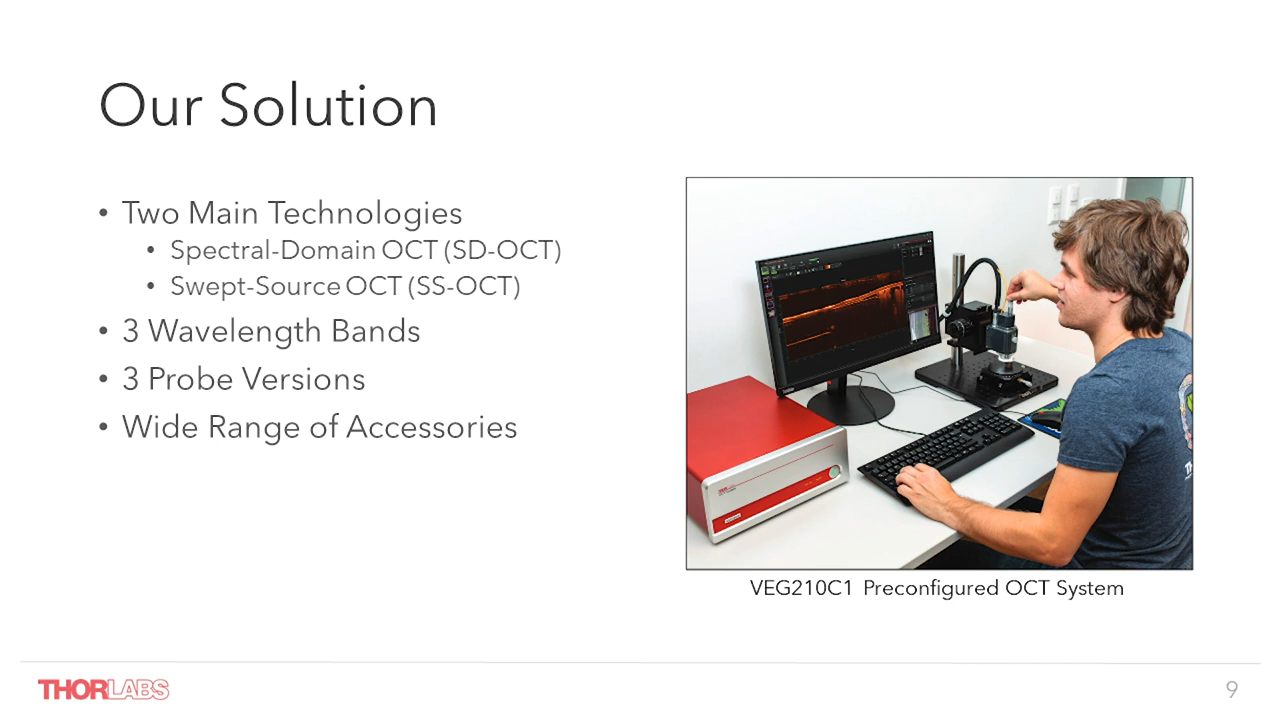 Our Solution
• Two Main Technologies
• Spectral-Domain OCT (SD-OCT)
• Swept-Source OCT (SS-OCT)
• 3 Wavelength Bands
• 3 Probe Versions
• Wide Range of Accessories
VEG210C1 Preconfigured OCT System
THORLABS
9